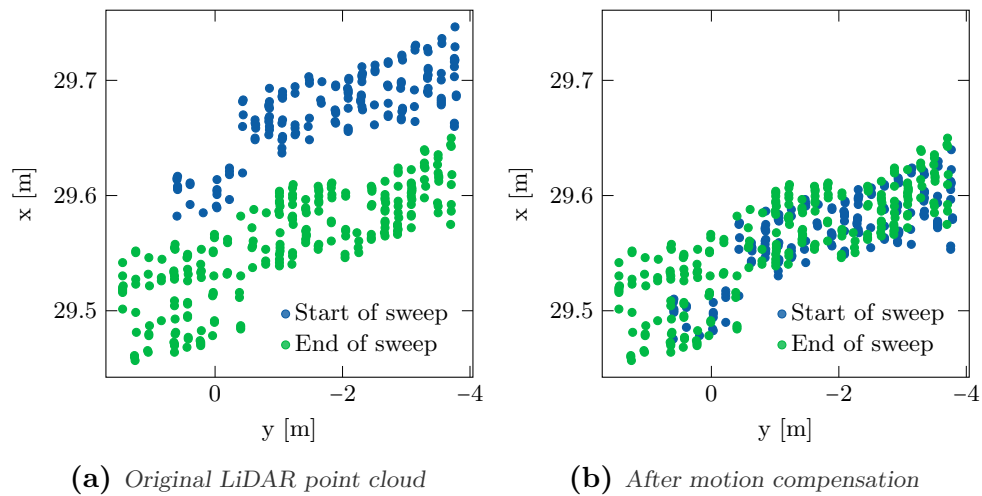 29.7
29.6
29.5
x [m]
Start of sweep
End of sweep
0
−2
−4
y [m]
(a) Original LiDAR point cloud
29.7
29.6
29.5
x [m]
Start of sweep
End of sweep
0
−2
−4
y [m]
(b) After motion compensation